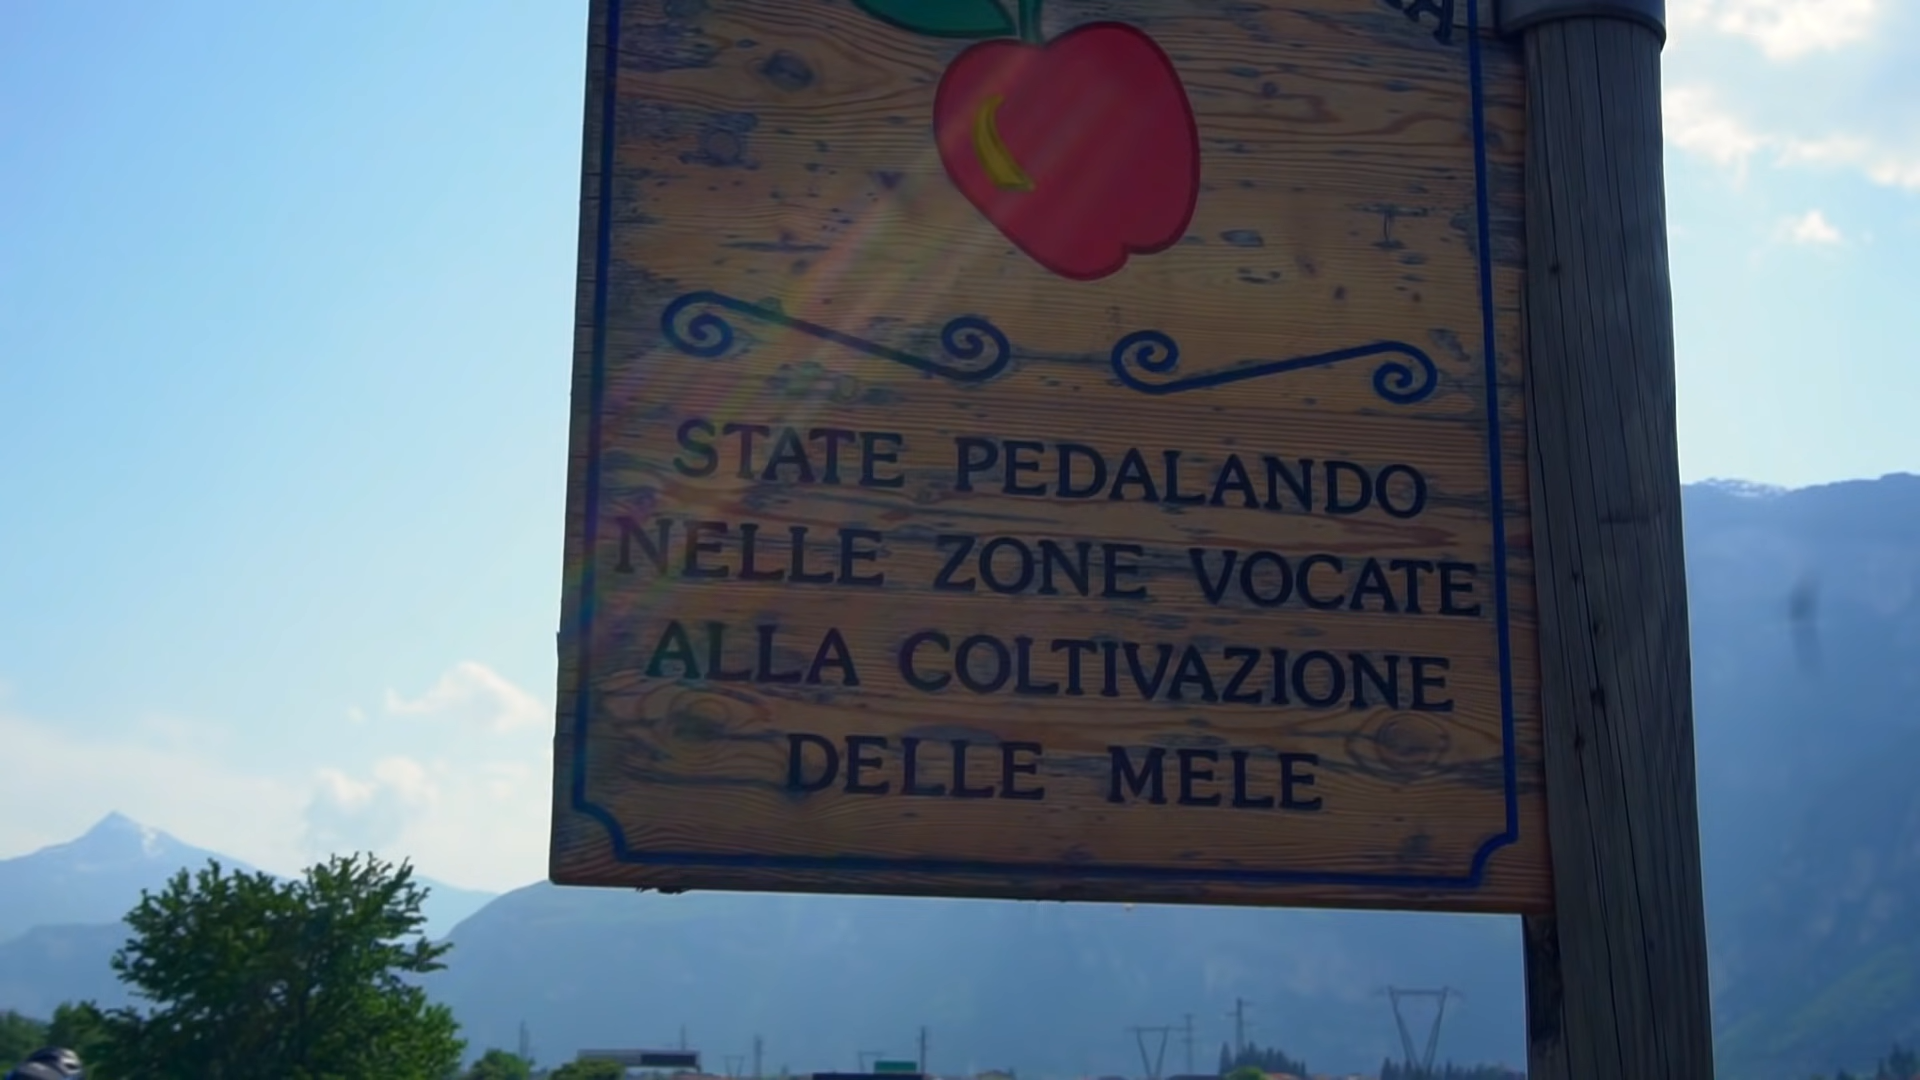 STATE PEDALANDO
NELLE ZONE VOCATE
ALLA COLTIVAZIONE
DELLE MELE